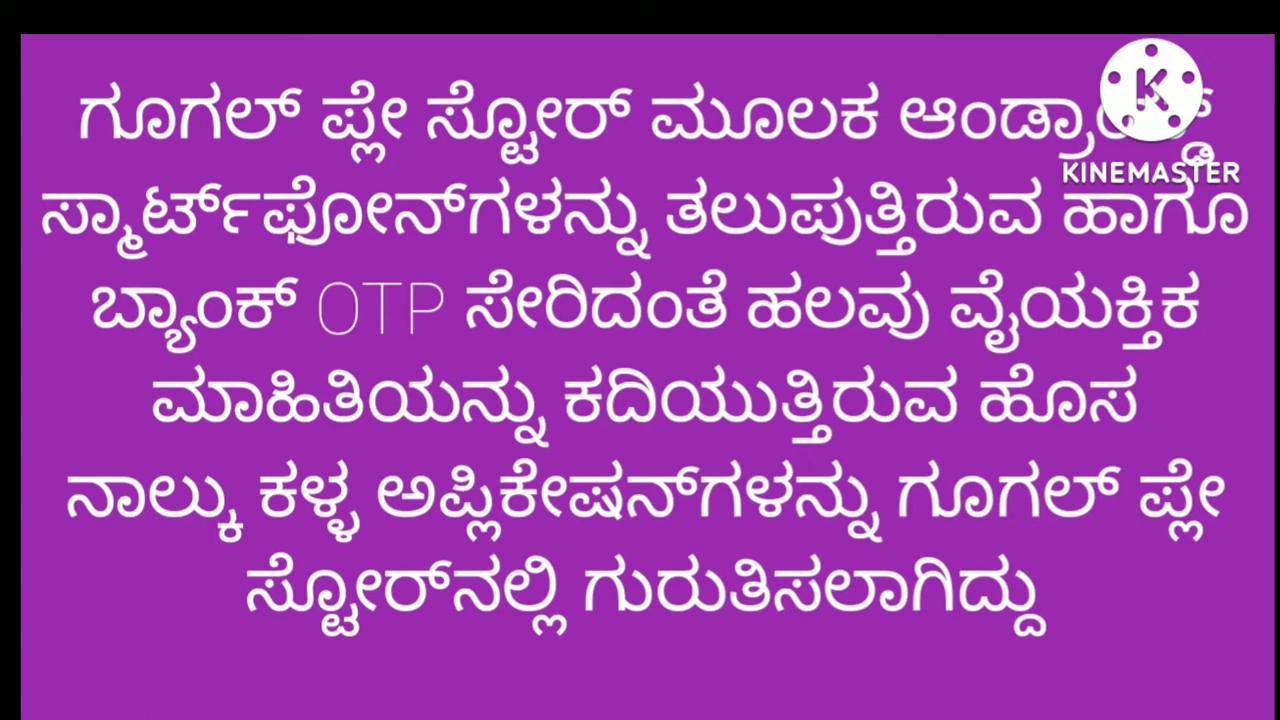 ಗೂಗಲ್ ಪ್ಲೇ ಸ್ಟೋರ್ ಮೂಲಕ
KINEMASTER
ಸ್ಮಾರ್ಟ್‌ಫೋನ್‌ಗಳನ್ನು ತಲುಪುತ್ತಿರುವ ಹಾಗೂ
ಬ್ಯಾಂಕ್ OTP ಸೇರಿದಂತೆ ಹಲವು ವೈಯಕ್ತಿಕ
ಮಾಹಿತಿಯನ್ನು ಕದಿಯುತ್ತಿರುವ ಹೊಸ
ನಾಲ್ಕು ಕಳ್ಳ ಅಪ್ಲಿಕೇಷನ್‌ಗಳನ್ನು ಗೂಗಲ್ ಪ್ಲೇ
ಸ್ಟೋರ್‌ನಲ್ಲಿ ಗುರುತಿಸಲಾಗಿದ್ದು